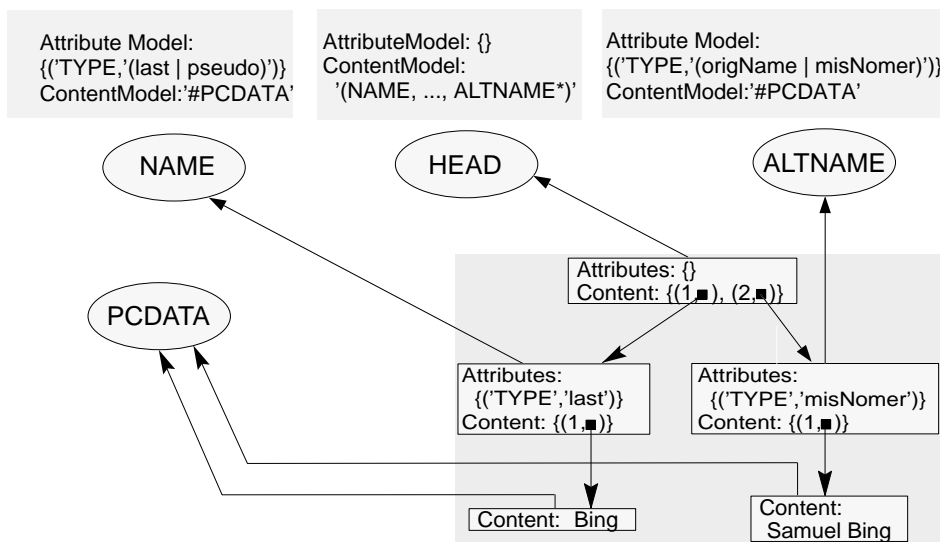 Attribute Model:
{('TYPE,'(last | pseudo)')}
ContentModel:'#PCDATA'
AttributeModel: {}
ContentModel:
'(NAME, ..., ALTNAME*)'
Attribute Model:
{('TYPE,'(origName | misNomer)')}
ContentModel:'#PCDATA'
NAME
HEAD
ALTNAME
PCDATA
Attributes: {}
Content: {(1,■), (2,■)}
Attributes:
{('TYPE','last')}
Content: {(1,■)}
Attributes:
{('TYPE','misNomer')}
Content: {(1,■)}
Content: Bing
Content:
Samuel Bing